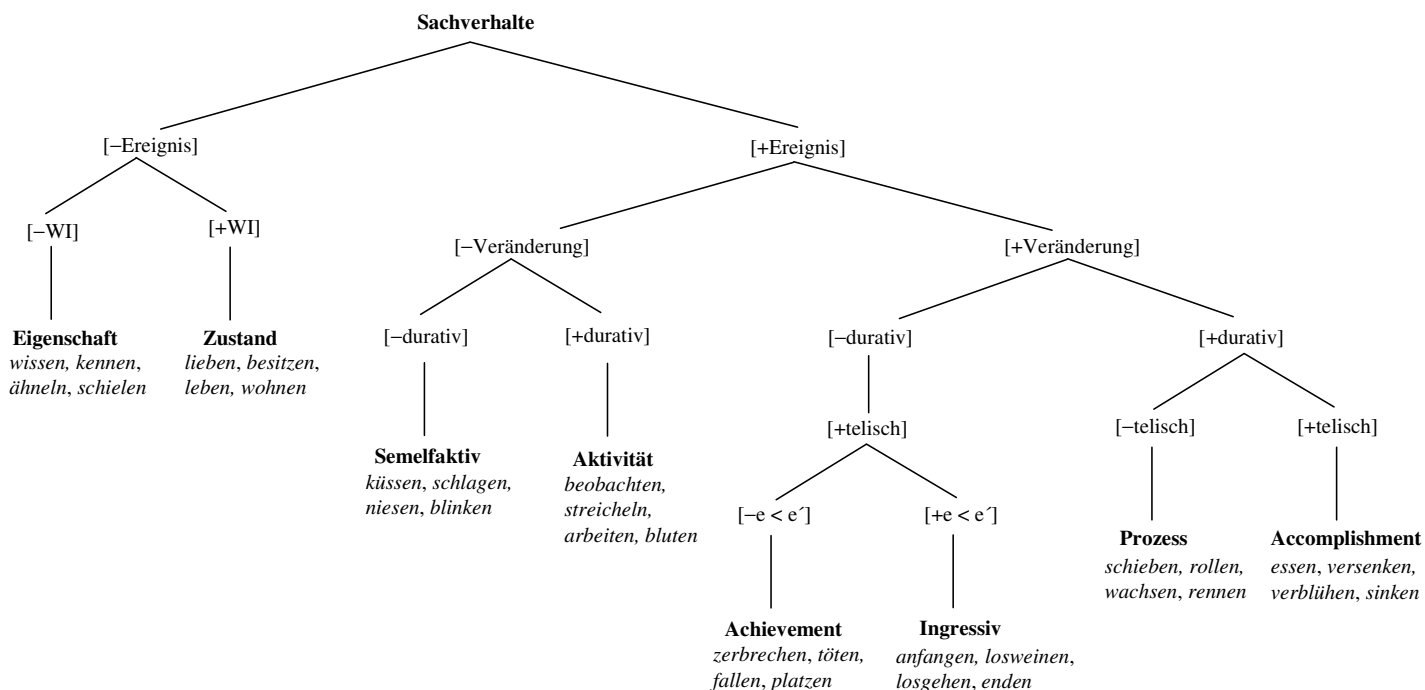 Sachverhalte
[−Ereignis]
[+Ereignis]
[−WI]
[+WI]
[−Veränderung]
[+Veränderung]
Eigenschaft
wissen, kennen,
ähneln, schielen
Zustand
lieben, besitzen,
leben, wohnen
[−durativ]
[+durativ]
[−durativ]
[+durativ]
Semelfaktiv
küssen, schlagen,
niesen, blinken
Aktivität
beobachten,
streicheln,
arbeiten, bluten
[+telisch]
[−telisch]
[+telisch]
[−e < e´]
[+e < e´]
Prozess
schieben, rollen,
wachsen, rennen
Accomplishment
essen, versenken,
verblühen, sinken
Achievement
zerbrechen, töten,
fallen, platzen
Ingressiv
anfangen, losweinen,
losgehen, enden